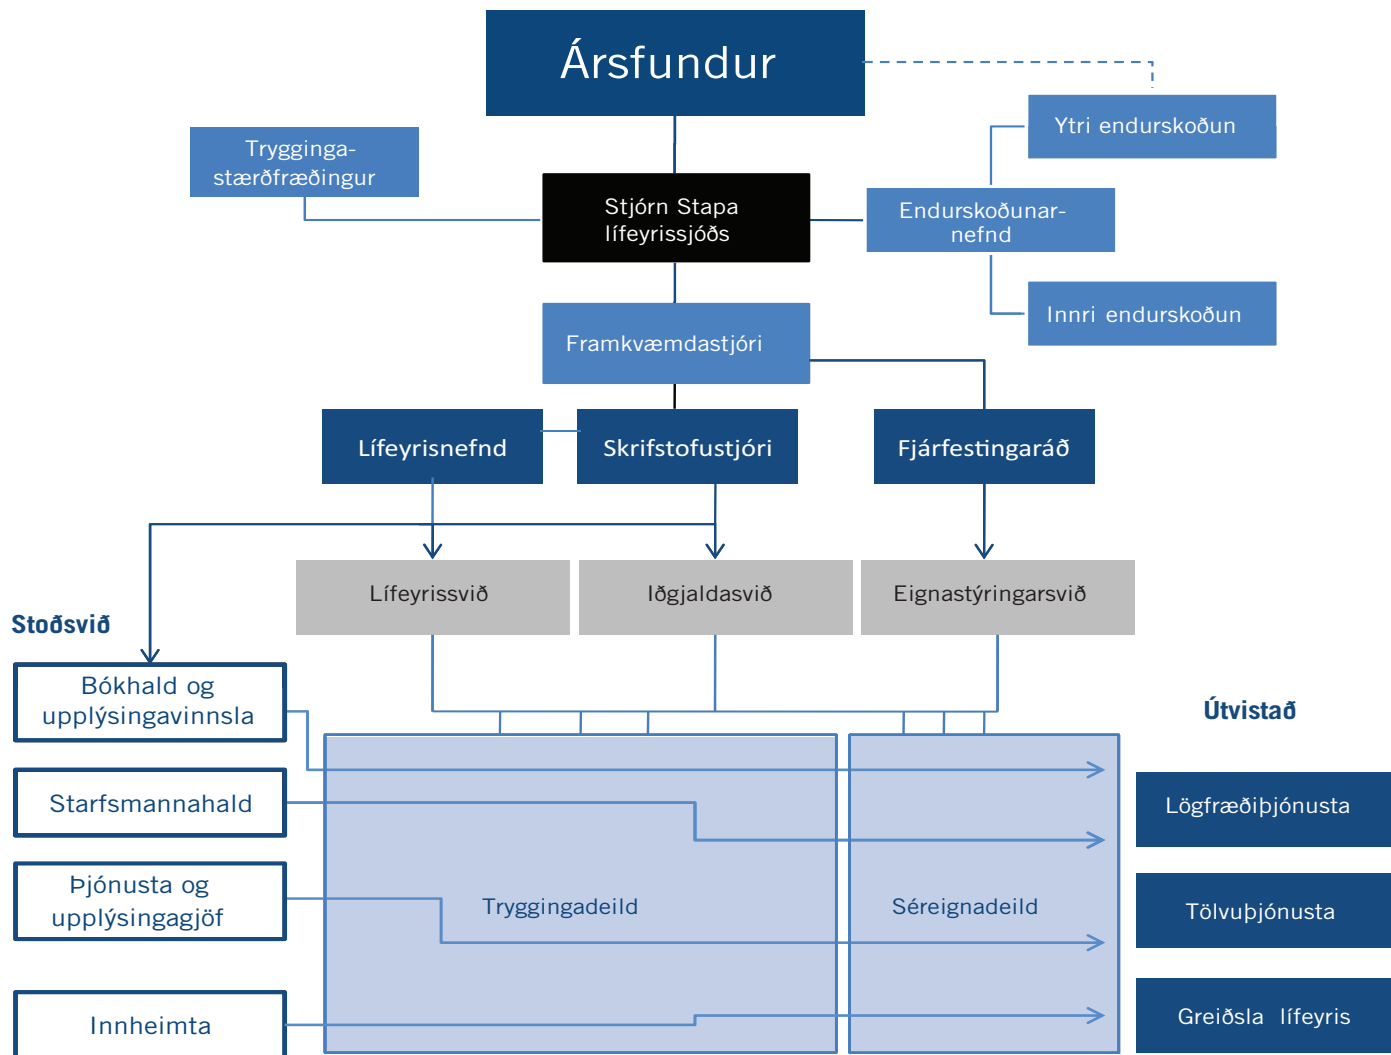 Ársfundur
Ytri endurskoðun
Trygginga-
stærðfræðingur
Stjórn Stapa
lífeyrissjóðs
Endurskoðunar-
nefnd
Innri endurskoðun
Framkvæmdastjóri
Lífeyrisnefnd
Skrifstofustjóri
Fjárfestingaráð
Lífeyrissvið
Iðgjaldasvið
Eignastýringarsvið
Stoðsvið
Bókhald og
upplýsingavinnsla
Útvistað
Starfsmannahald
Lögfræðiþjónusta
Þjónusta og
upplýsingagjöf
Tryggingadeild
Séreignadeild
Tölvuþjónusta
Innheimta
Greiðsla lífeyris